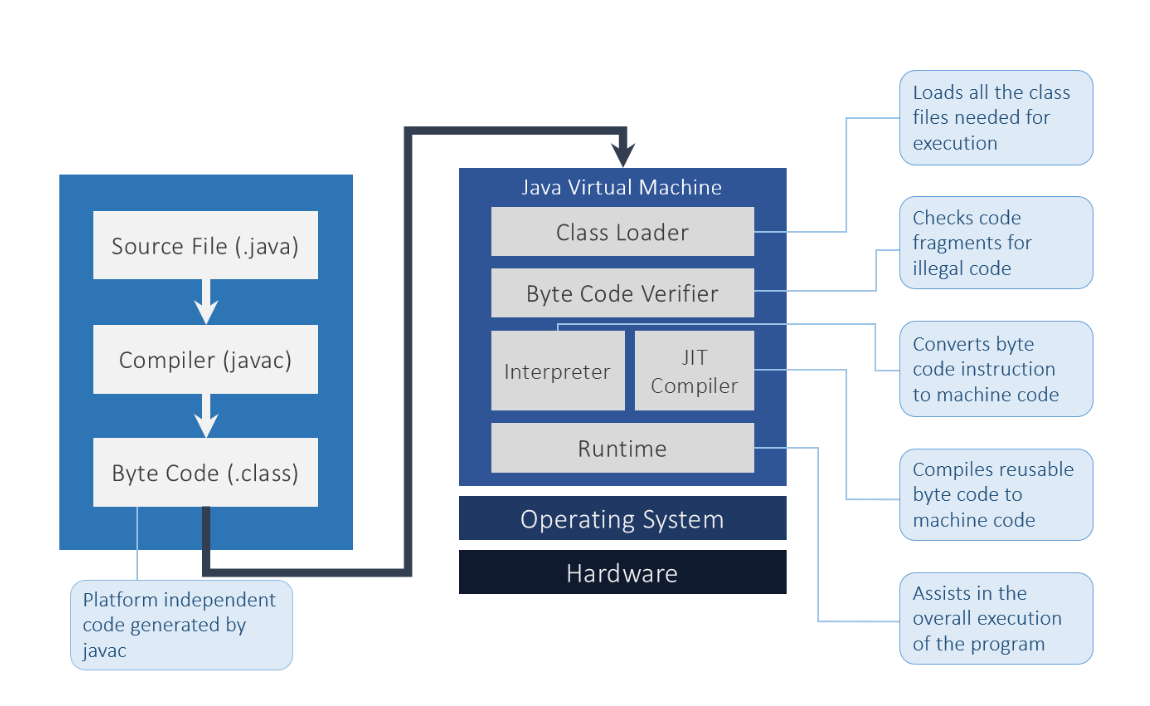 Source File (.java)
Compiler (javac)
Byte Code (.class)
Platform independent
code generated by
javac
Java Virtual Machine
Class Loader
Byte Code Verifier
Interpreter
JIT
Compiler
Runtime
Operating System
Hardware
Loads all the class
files needed for
execution
Checks code
fragments for
illegal code
Converts byte
code instruction
to machine code
Compiles reusable
byte code to
machine code
Assists in the
overall execution
of the program